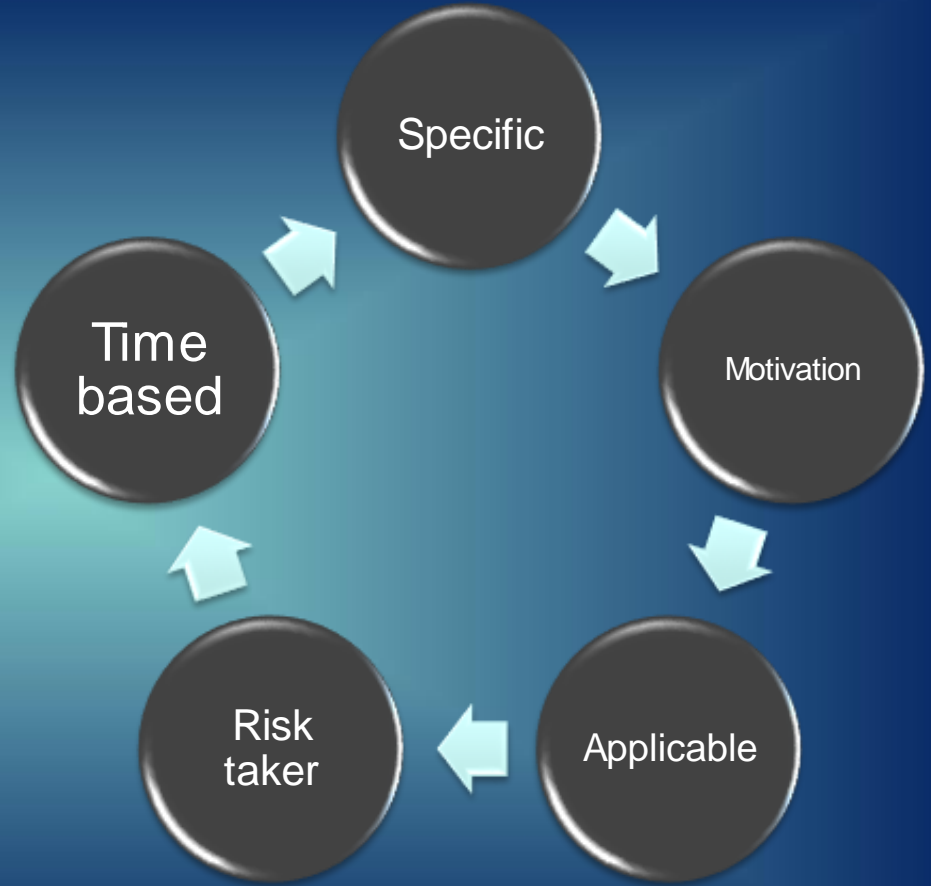 Specific
Motivation
Applicable
Risk
taker
Time
based